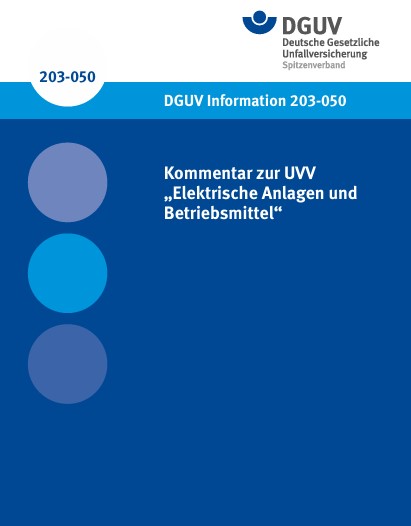 DGUV
Deutsche Gesetzliche
Unfallversicherung
Spitzenverband
203-050
DGUV Information 203-050
Kommentar zur UVV
„Elektrische Anlagen und
Betriebsmittel“